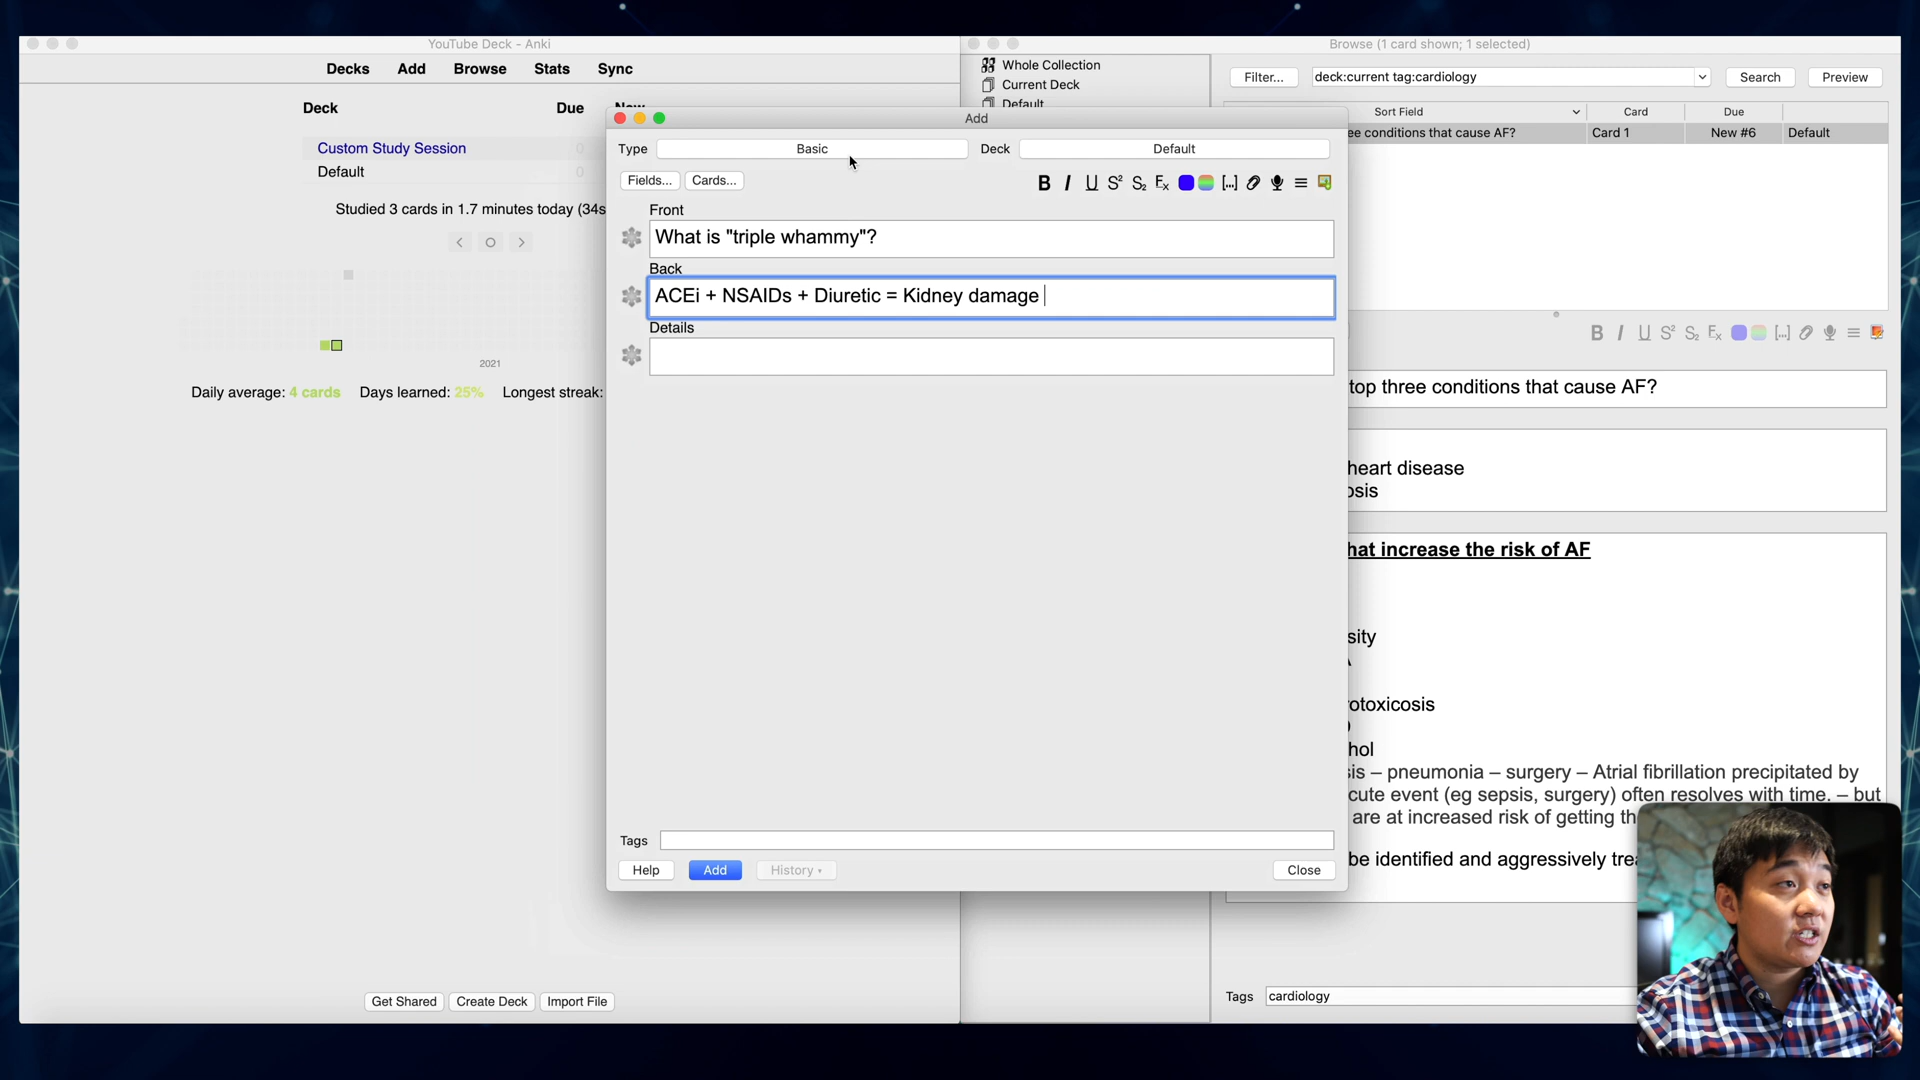 YouTube Deck - Anki
Decks Add Browse Stats Sync
Deck Due New
Custom Study Session 0
Default 0
Studied 3 cards in 1.7 minutes today (34s
2021
Daily average: 4 cards Days learned: 25% Longest streak:
Get Shared Create Deck Import File
Browse (1 card shown; 1 selected)
Whole Collection
Current Deck
Default
Filter... deck:current tag:cardiology Search Preview
Sort Field Card Due
ee conditions that cause AF? Card 1 New #6 Default
Add
Type Basic Deck Default
Fields... Cards...
Front
What is "triple whammy"?
Back
ACEi + NSAIDs + Diuretic = Kidney damage
Details
Tags
Help Add History Close
top three conditions that cause AF?
heart disease
osis
hat increase the risk of AF
sity
rotoxicosis
hol
sis – pneumonia – surgery – Atrial fibrillation precipitated by
cute event (eg sepsis, surgery) often resolves with time. – but
are at increased risk of getting th
be identified and aggressively trea
Tags cardiology